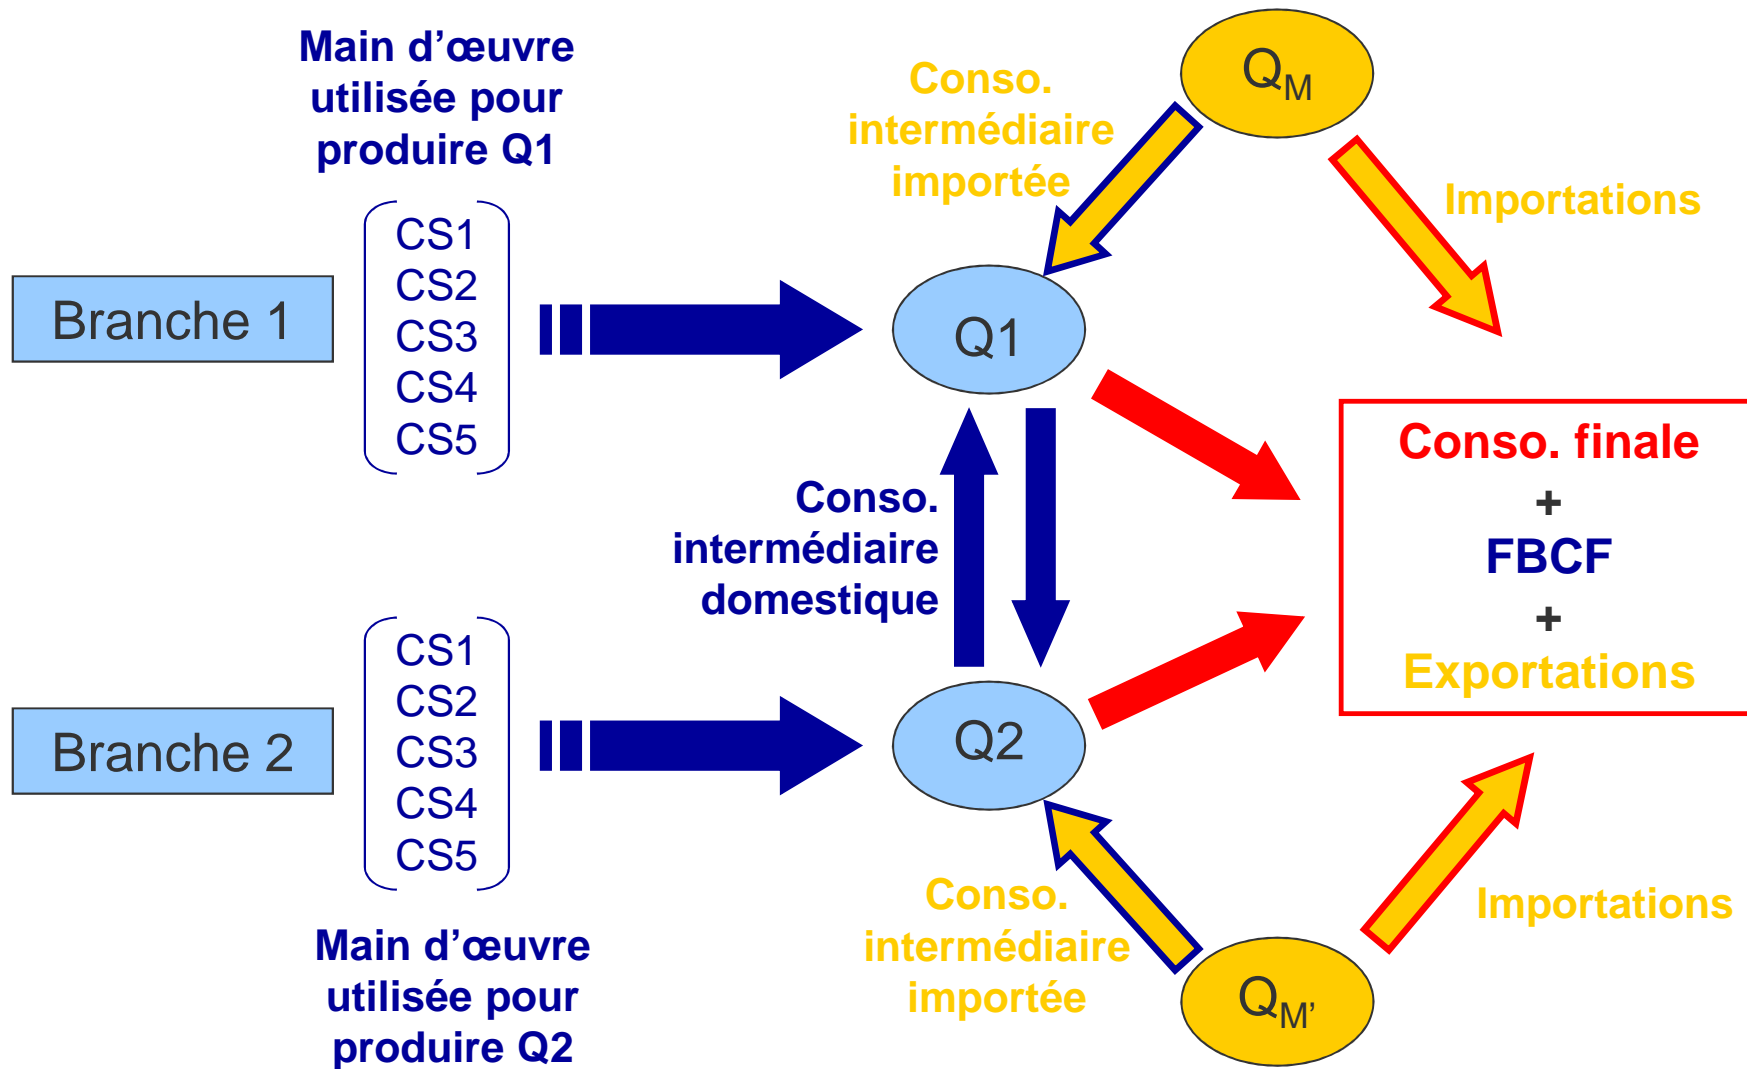 Main d’œuvre
utilisée pour
produire Q1
Branche 1
CS1
CS2
CS3
CS4
CS5
Conso.
intermédiaire
importée
QM
Importations
Q1
Conso.
intermédiaire
domestique
Conso. finale
+
FBCF
+
Exportations
Branche 2
CS1
CS2
CS3
CS4
CS5
Main d’œuvre
utilisée pour
produire Q2
Q2
Conso.
intermédiaire
importée
QM’
Importations